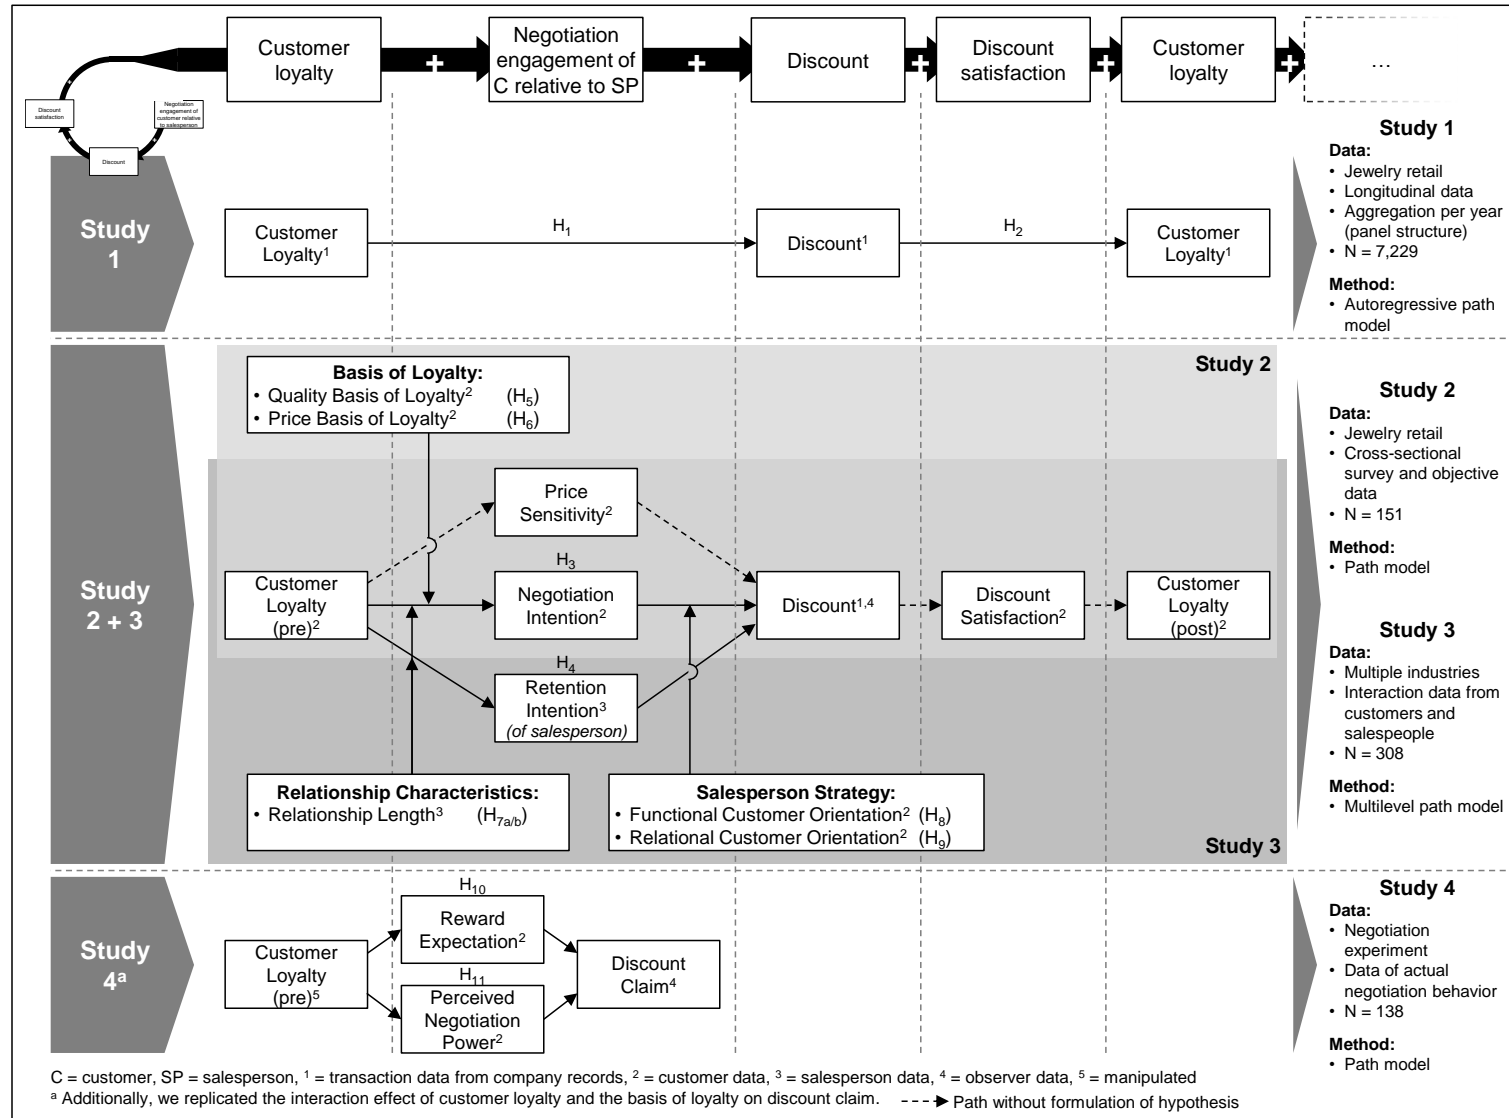 Customer
loyalty
+
Negotiation
engagement of
C relative to SP
+
Discount
+
Discount
satisfaction
+
Customer
loyalty
+
...
Discount
satisfaction
Negotiation
engagement of
customer relative
to salesperson
Discount
Study
1
Customer
Loyalty¹
H₁
Discount¹
H₂
Customer
Loyalty¹
Study 1
Data:
• Jewelry retail
• Longitudinal data
• Aggregation per year
(panel structure)
• N = 7,229
Method:
• Autoregressive path
model
Study
2 + 3
Study 2
Basis of Loyalty:
• Quality Basis of Loyalty² (H₅)
• Price Basis of Loyalty² (H₆)
Price
Sensitivity²
H₃
Customer
Loyalty
(pre)²
Negotiation
Intention²
Discount¹,⁴
Discount
Satisfaction²
Customer
Loyalty
(post)²
H₄
Retention
Intention³
(of salesperson)
Relationship Characteristics:
• Relationship Length³ (H₇a/b)
Salesperson Strategy:
• Functional Customer Orientation² (H₈)
• Relational Customer Orientation² (H₉)
Study 3
Study 2
Data:
• Jewelry retail
• Cross-sectional
survey and objective
data
• N = 151
Method:
• Path model
Study 3
Data:
• Multiple industries
• Interaction data from
customers and
salespeople
• N = 308
Method:
• Multilevel path model
Study
4ᵃ
Customer
Loyalty
(pre)⁵
H₁₀
Reward
Expectation²
H₁₁
Perceived
Negotiation
Power²
Discount
Claim⁴
Study 4
Data:
• Negotiation
experiment
• Data of actual
negotiation behavior
• N = 138
Method:
• Path model
C = customer, SP = salesperson, ¹ = transaction data from company records, ² = customer data, ³ = salesperson data, ⁴ = observer data, ⁵ = manipulated
ᵃ Additionally, we replicated the interaction effect of customer loyalty and the basis of loyalty on discount claim. Path without formulation of hypothesis